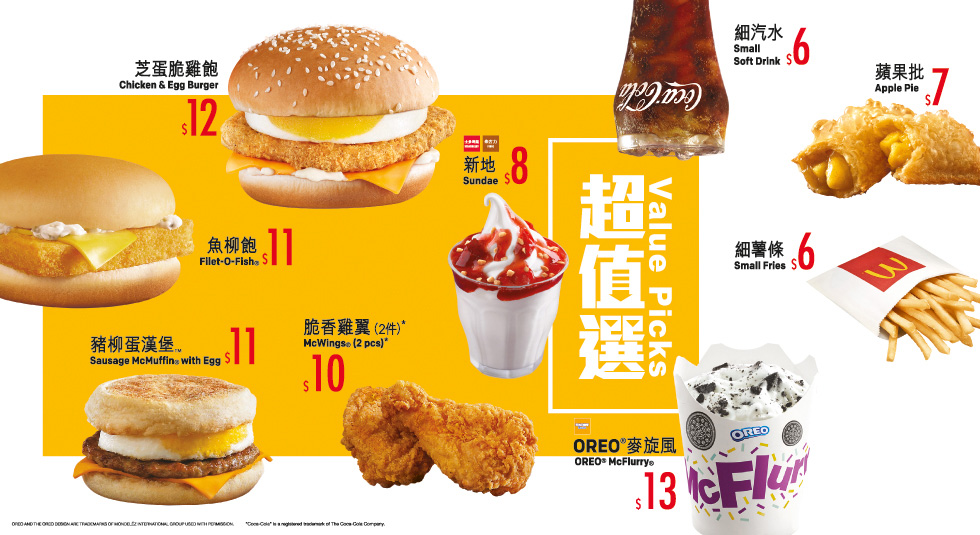 芝蛋脆雞飽
Chicken & Egg Burger
$12
細汽水
Small
Soft Drink
$6
Coca-Cola
蘋果批
Apple Pie
$7
新地
Sundae
$8
魚柳飽
Filet-O-Fish®
$11
超值選
Value Picks
細薯條
Small Fries
$6
豬柳蛋漢堡™
Sausage McMuffin® with Egg
$11
脆香雞翼 (2件)*
McWings® (2 pcs)*
$10
OREO®麥旋風
OREO® McFlurry®
$13
OREO
McFlurr
OREO AND THE OREO DESIGN ARE TRADEMARKS OF MONDELĒZ INTERNATIONAL GROUP USED WITH PERMISSION.
"Coca-Cola" is a registered trademark of The Coca-Cola Company.